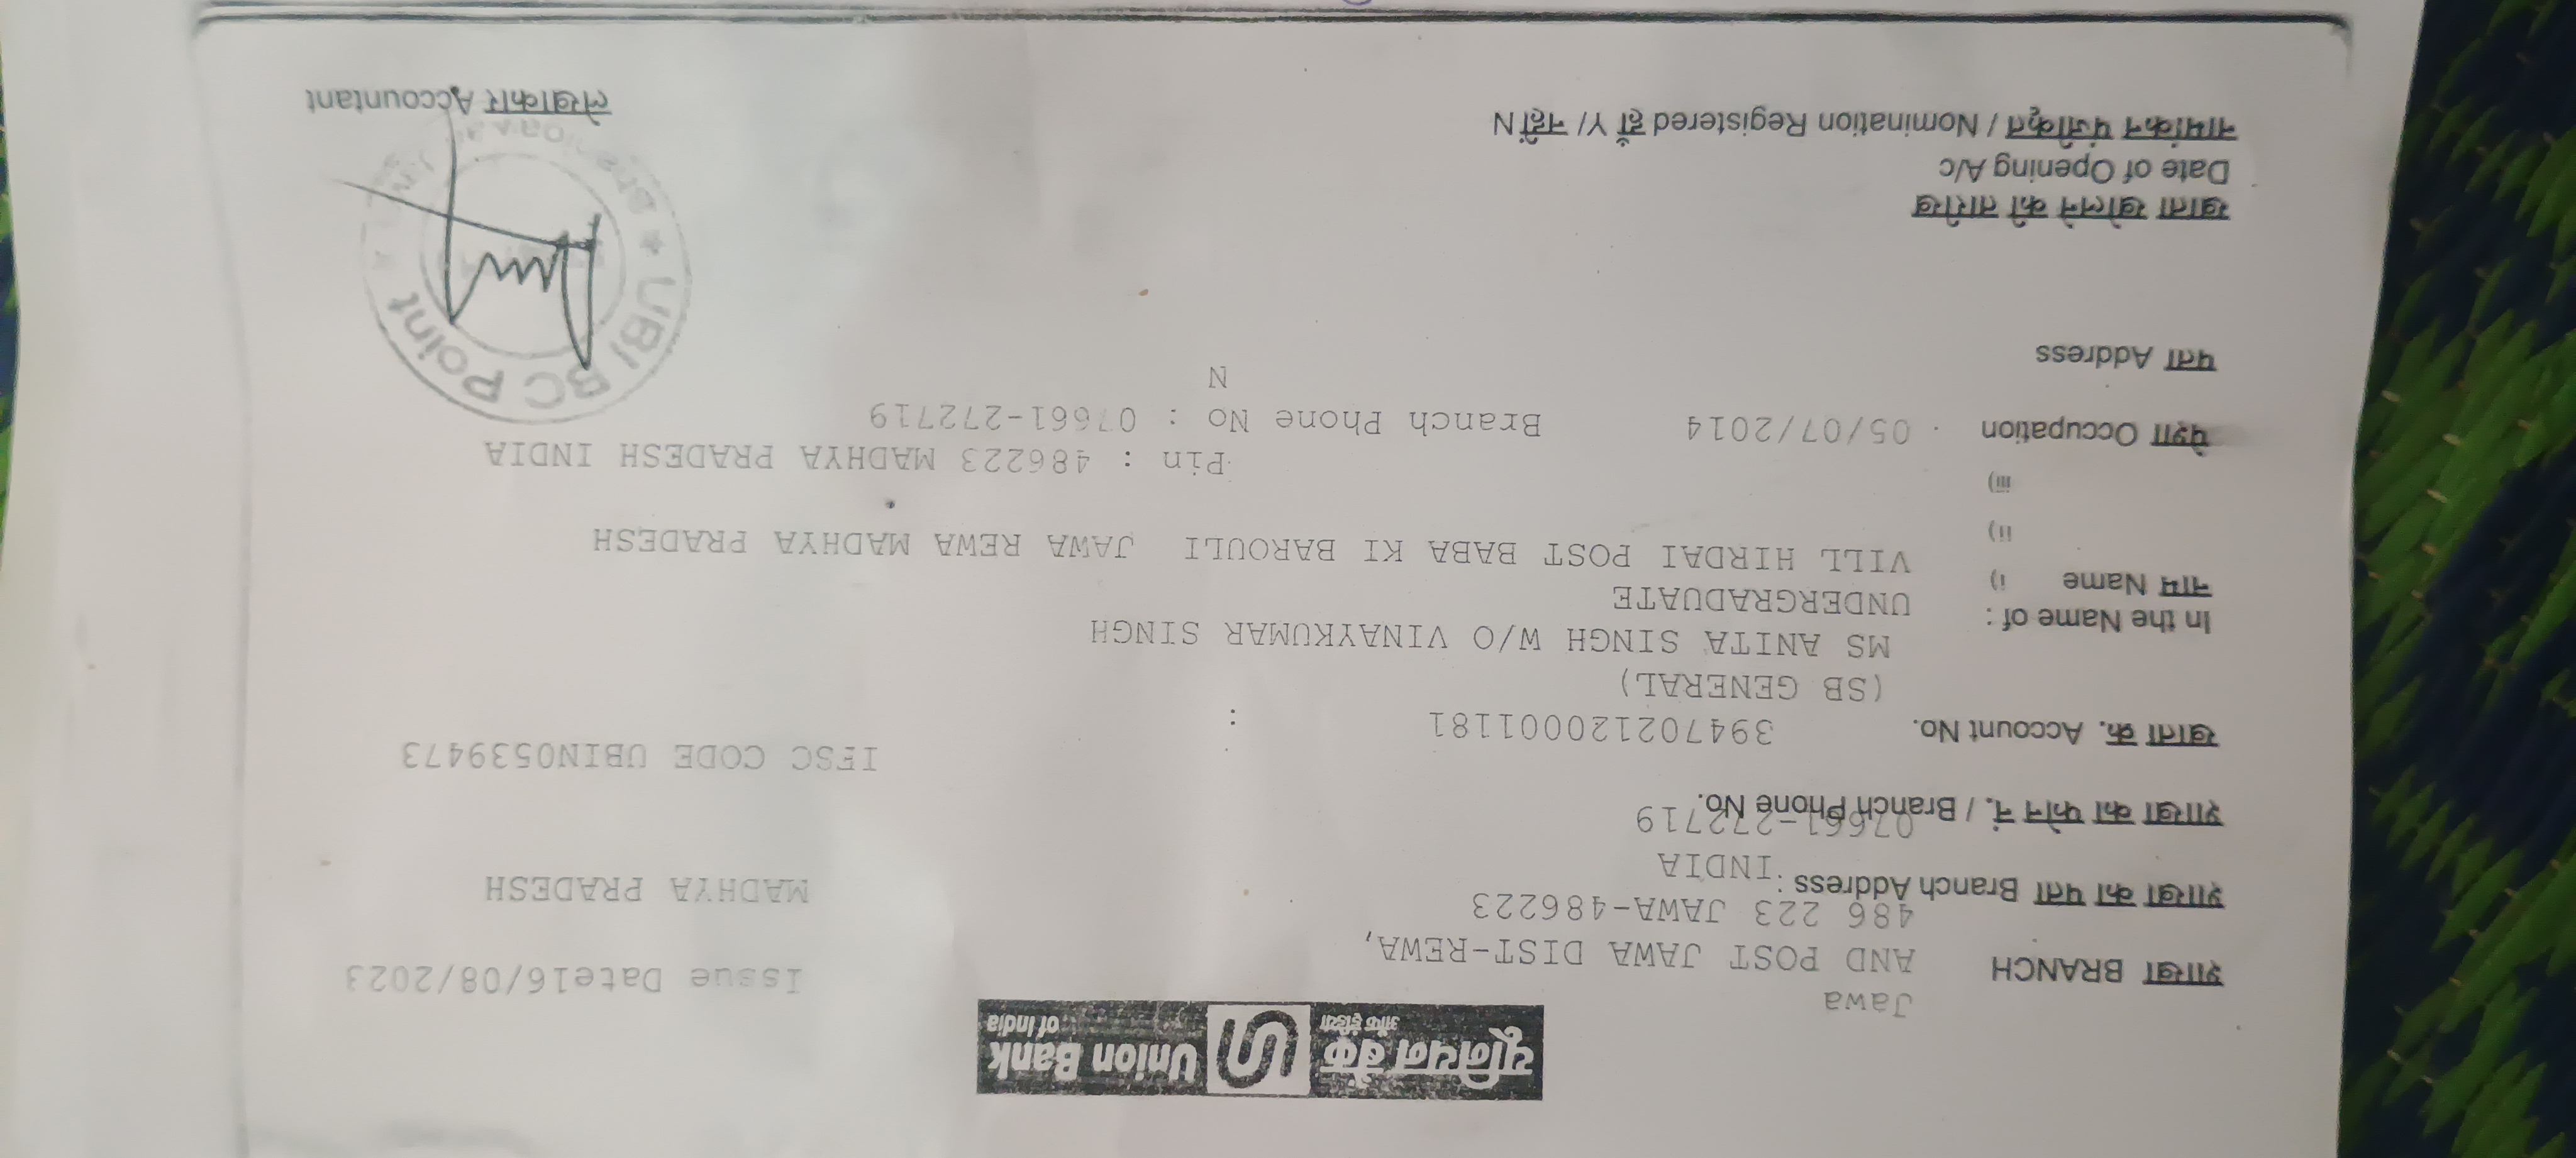 यूनियन बैंक ऑफ इंडिया Union Bank of India
Jawa
शाखा BRANCH AND POST JAWA DIST-REWA, Issue Date16/08/2023
486 223 JAWA-486223
शाखा का पता Branch Address : INDIA MADHYA PRADESH
07661-272719
शाखा का फोन नं. / Branch Phone No.
IFSC CODE UBIN0539473
खाता क्र. Account No. 394702120001181 :
(SB GENERAL)
MS ANITA SINGH W/O VINAYKUMAR SINGH
In the Name of :
UNDERGRADUATE
नाम Name i)
VILL HIRDAI POST BABA KI BAROULI JAWA REWA MADHYA PRADESH
ii)
iii)
Pin : 486223 MADHYA PRADESH INDIA
पेशा Occupation 05/07/2014 Branch Phone No : 07661-272719
N
पता Address
UBI BC Point
खाता खोलने की तारीख
Date of Opening A/c
नामांकन पंजीकृत / Nomination Registered हाँ Y/ नहीं N
लेखाकार Accountant